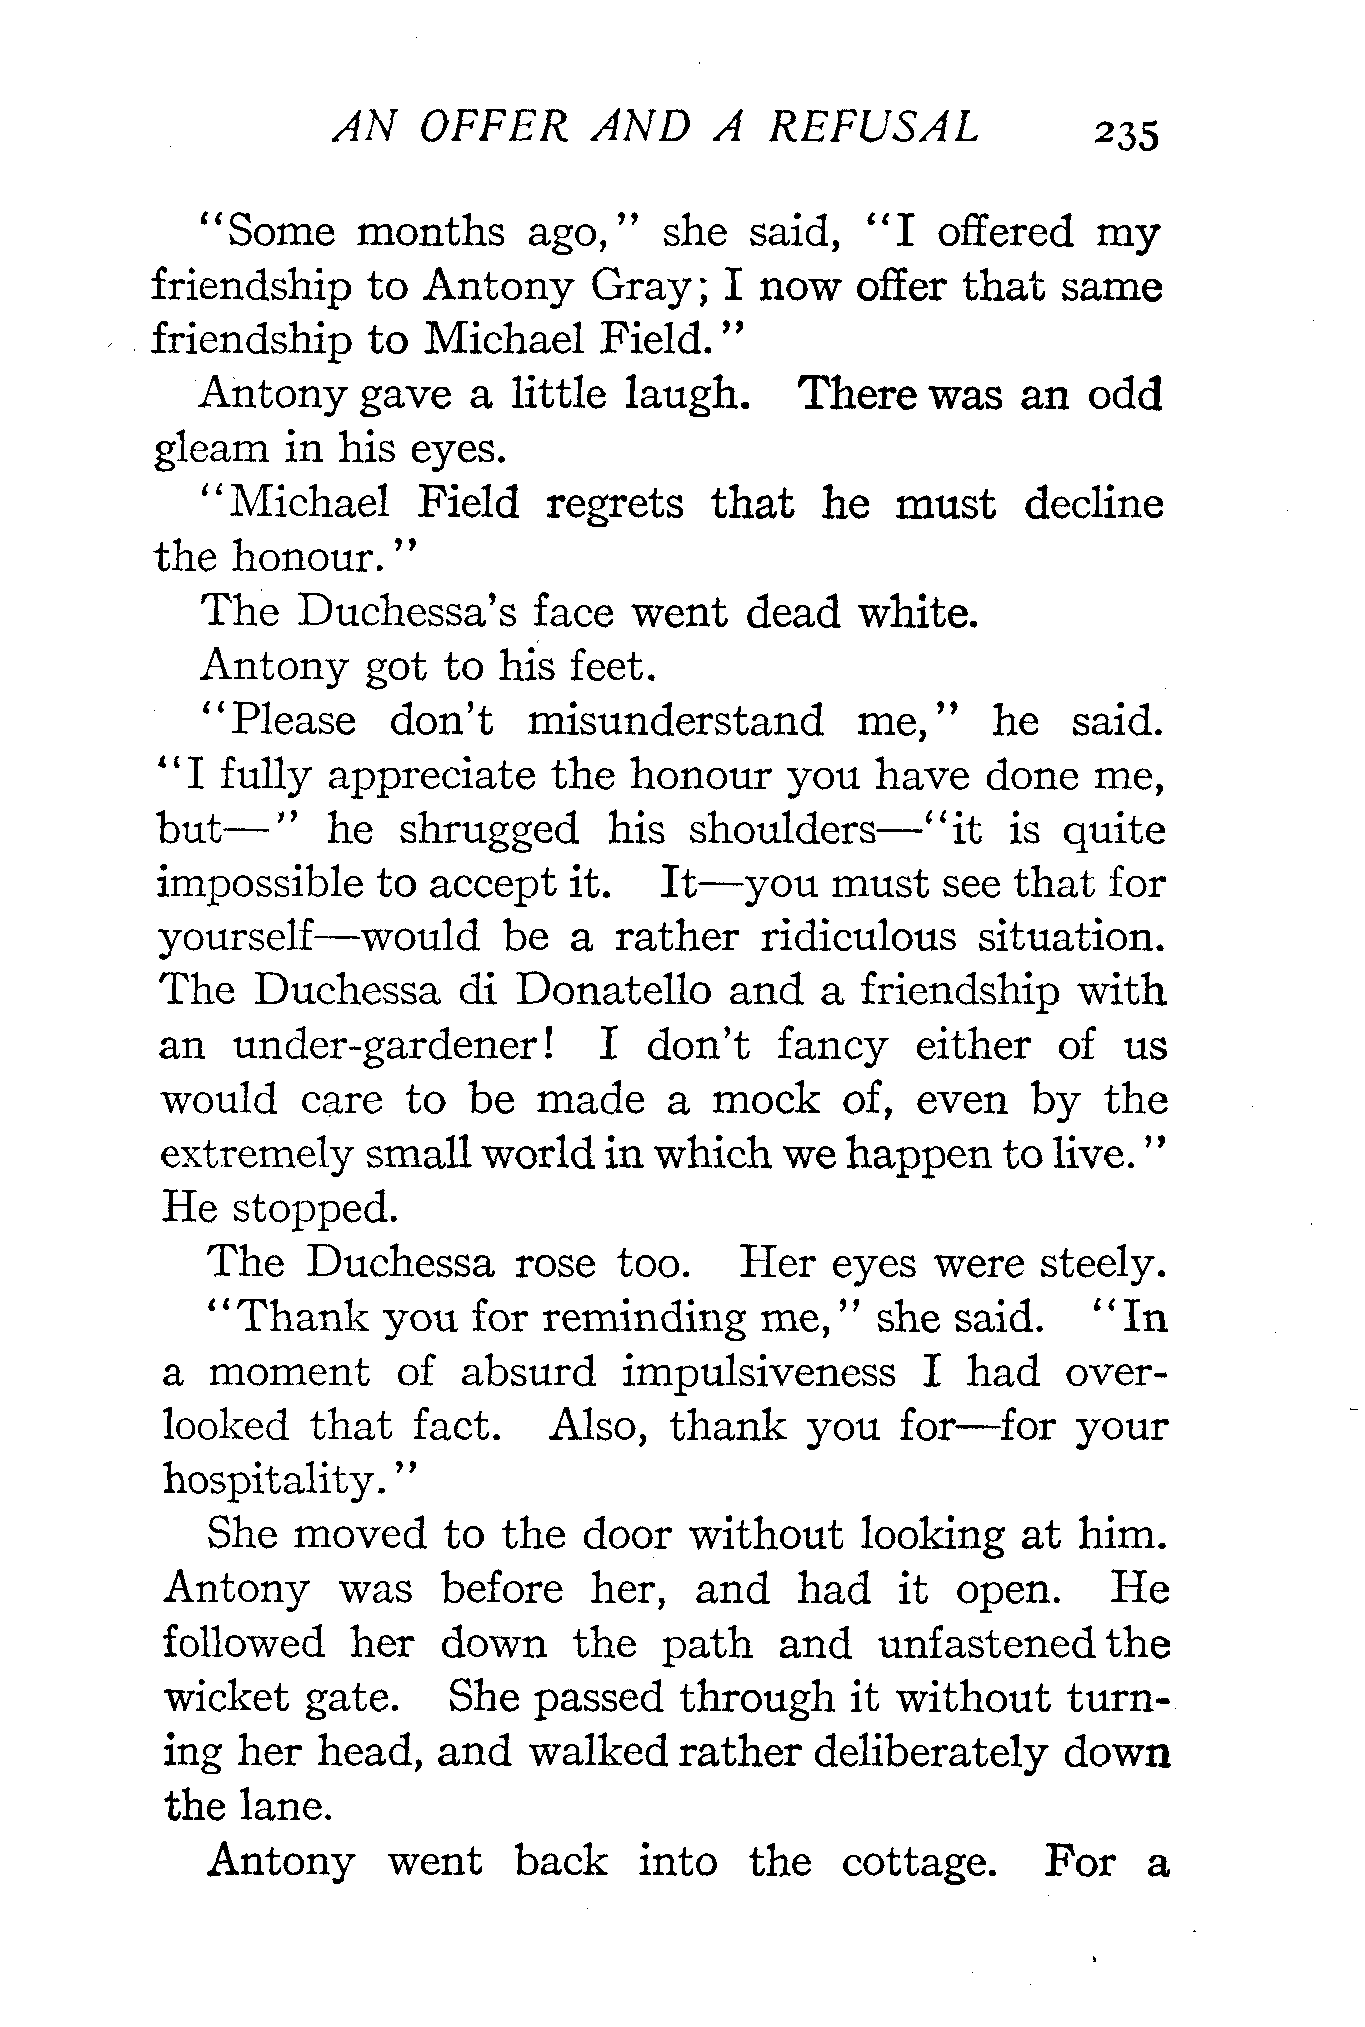 AN OFFER AND A REFUSAL 235
"Some months ago," she said, "I offered my
friendship to Antony Gray; I now offer that same
friendship to Michael Field."
Antony gave a little laugh. There was an odd
gleam in his eyes.
"Michael Field regrets that he must decline
the honour."
The Duchessa's face went dead white.
Antony got to his feet.
"Please don't misunderstand me," he said.
"I fully appreciate the honour you have done me,
but—" he shrugged his shoulders—"it is quite
impossible to accept it. It—you must see that for
yourself—would be a rather ridiculous situation.
The Duchessa di Donatello and a friendship with
an under-gardener! I don't fancy either of us
would care to be made a mock of, even by the
extremely small world in which we happen to live."
He stopped.
The Duchessa rose too. Her eyes were steely.
"Thank you for reminding me," she said. "In
a moment of absurd impulsiveness I had over-
looked that fact. Also, thank you for—for your
hospitality."
She moved to the door without looking at him.
Antony was before her, and had it open. He
followed her down the path and unfastened the
wicket gate. She passed through it without turn-
ing her head, and walked rather deliberately down
the lane.
Antony went back into the cottage. For a